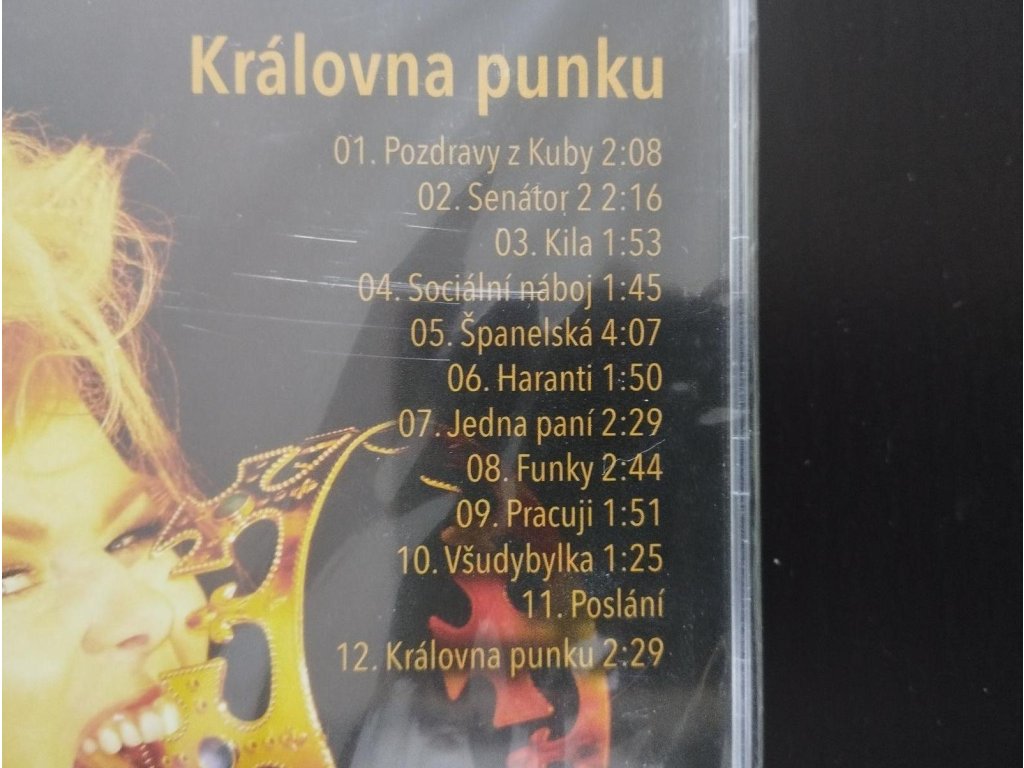 Královna punku
01. Pozdravy z Kuby 2:08
02. Senátor 2 2:16
03. Kila 1:53
04. Sociální náboj 1:45
05. Španelská 4:07
06. Haranti 1:50
07. Jedna paní 2:29
08. Funky 2:44
09. Pracuji 1:51
10. Všudybylka 1:25
11. Poslání
12. Královna punku 2:29